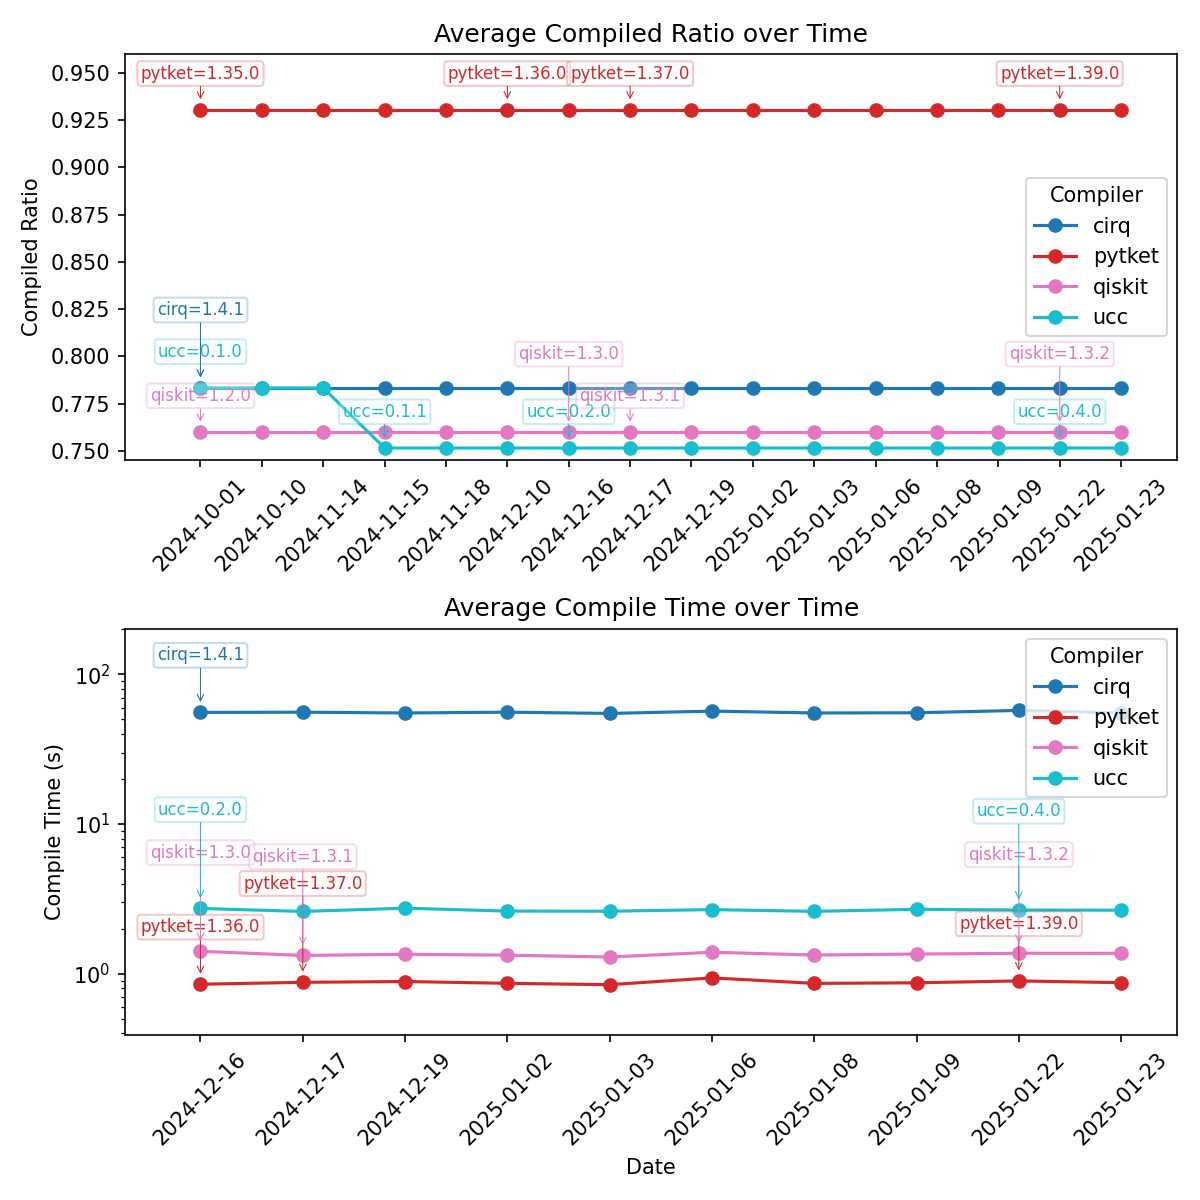 Average Compiled Ratio over Time
Compiled Ratio
0.950
0.925
0.900
0.875
0.850
0.825
0.800
0.775
0.750
pytket=1.35.0
pytket=1.36.0
pytket=1.37.0
pytket=1.39.0
cirq=1.4.1
ucc=0.1.0
qiskit=1.2.0
ucc=0.1.1
qiskit=1.3.0
ucc=0.2.0
qiskit=1.3.1
qiskit=1.3.2
ucc=0.4.0
Compiler
cirq
pytket
qiskit
ucc
2024-10-01
2024-10-10
2024-11-14
2024-11-15
2024-11-18
2024-12-10
2024-12-16
2024-12-17
2024-12-19
2025-01-02
2025-01-03
2025-01-06
2025-01-08
2025-01-09
2025-01-22
2025-01-23
Average Compile Time over Time
Compile Time (s)
10²
10¹
10⁰
cirq=1.4.1
ucc=0.2.0
qiskit=1.3.0
qiskit=1.3.1
pytket=1.37.0
pytket=1.36.0
ucc=0.4.0
qiskit=1.3.2
pytket=1.39.0
Compiler
cirq
pytket
qiskit
ucc
2024-12-16
2024-12-17
2024-12-19
2025-01-02
2025-01-03
2025-01-06
2025-01-08
2025-01-09
2025-01-22
2025-01-23
Date